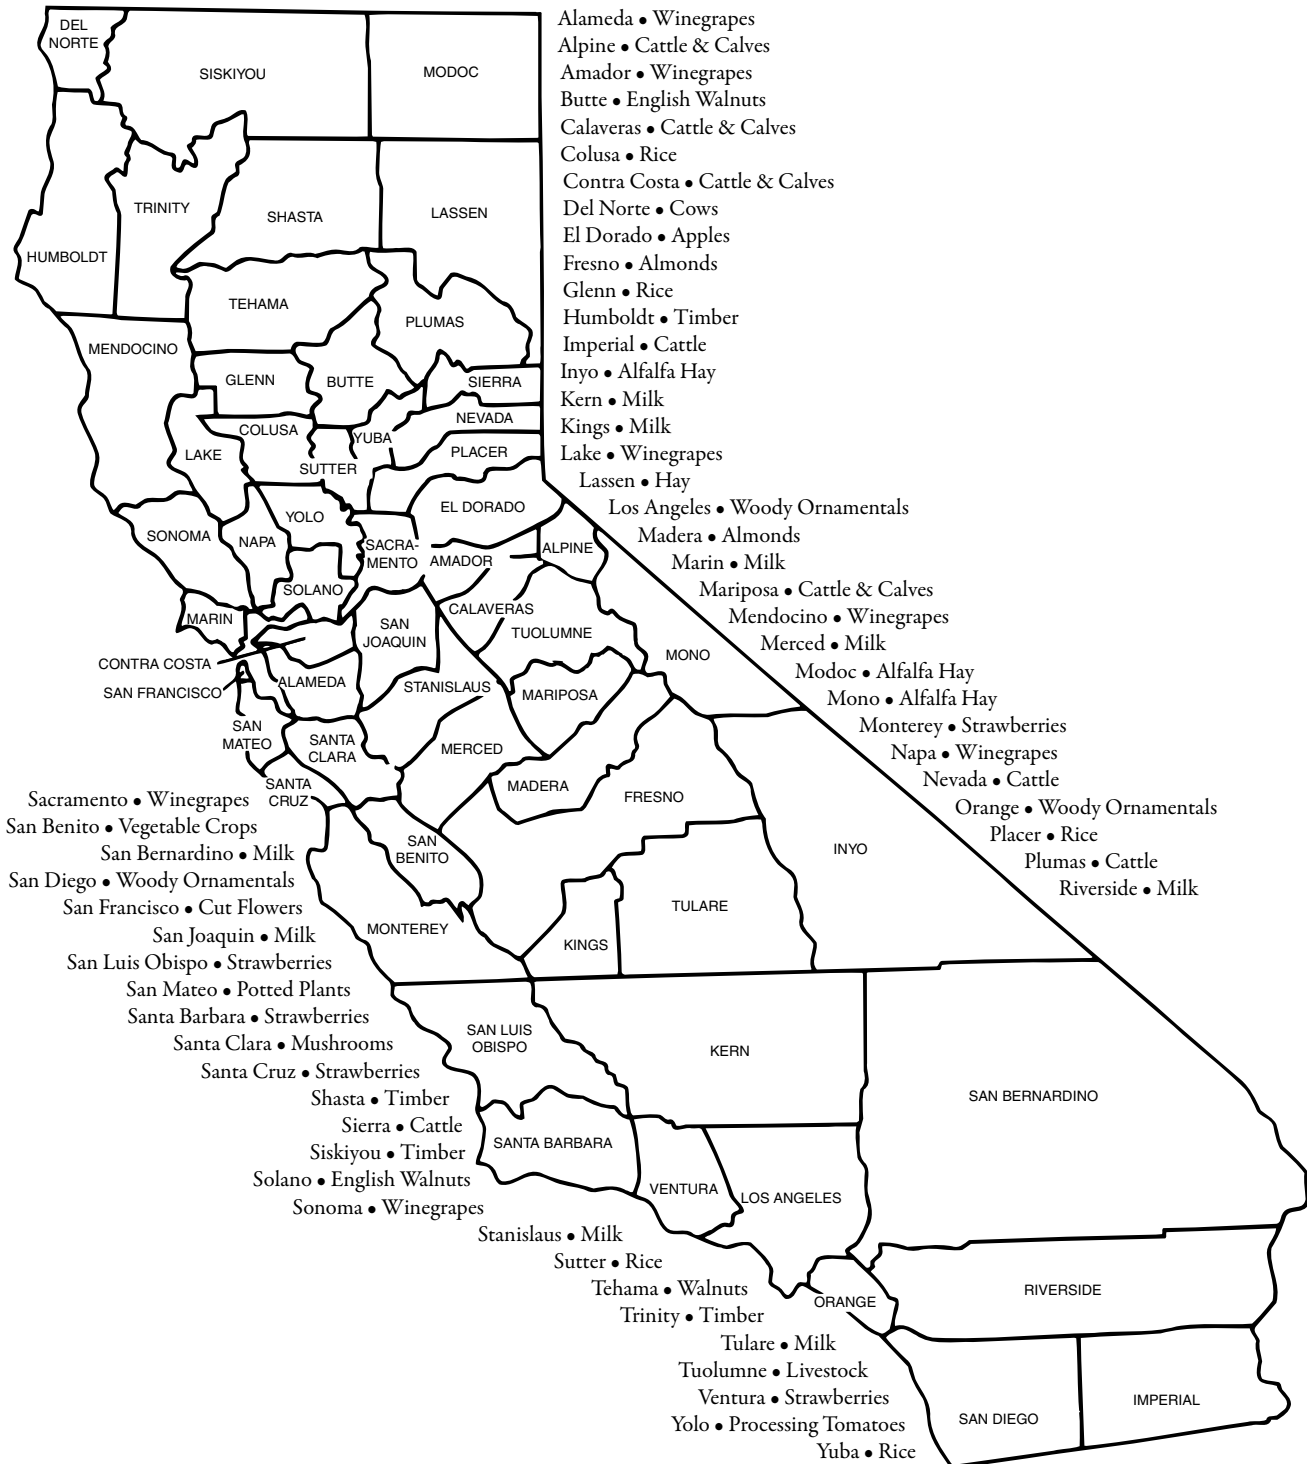 DEL
NORTE
SISKIYOU
MODOC
TRINITY
SHASTA
LASSEN
HUMBOLDT
TEHAMA
PLUMAS
MENDOCINO
GLENN
BUTTE
SIERRA
COLUSA
YUBA
NEVADA
LAKE
SUTTER
PLACER
EL DORADO
SONOMA
NAPA
YOLO
SACRA-
MENTO
AMADOR
ALPINE
SOLANO
MARIN
CALAVERAS
SAN
JOAQUIN
TUOLUMNE
CONTRA COSTA
SAN FRANCISCO
ALAMEDA
STANISLAUS
MARIPOSA
MONO
SAN
MATEO
SANTA
CLARA
MERCED
SANTA
CRUZ
MADERA
FRESNO
SAN
BENITO
INYO
MONTEREY
KINGS
TULARE
SAN LUIS
OBISPO
KERN
SAN BERNARDINO
SANTA BARBARA
VENTURA
LOS ANGELES
ORANGE
RIVERSIDE
SAN DIEGO
IMPERIAL
Alameda • Winegrapes
Alpine • Cattle & Calves
Amador • Winegrapes
Butte • English Walnuts
Calaveras • Cattle & Calves
Colusa • Rice
Contra Costa • Cattle & Calves
Del Norte • Cows
El Dorado • Apples
Fresno • Almonds
Glenn • Rice
Humboldt • Timber
Imperial • Cattle
Inyo • Alfalfa Hay
Kern • Milk
Kings • Milk
Lake • Winegrapes
Lassen • Hay
Los Angeles • Woody Ornamentals
Madera • Almonds
Marin • Milk
Mariposa • Cattle & Calves
Mendocino • Winegrapes
Merced • Milk
Modoc • Alfalfa Hay
Mono • Alfalfa Hay
Monterey • Strawberries
Napa • Winegrapes
Nevada • Cattle
Orange • Woody Ornamentals
Placer • Rice
Plumas • Cattle
Riverside • Milk
Sacramento • Winegrapes
San Benito • Vegetable Crops
San Bernardino • Milk
San Diego • Woody Ornamentals
San Francisco • Cut Flowers
San Joaquin • Milk
San Luis Obispo • Strawberries
San Mateo • Potted Plants
Santa Barbara • Strawberries
Santa Clara • Mushrooms
Santa Cruz • Strawberries
Shasta • Timber
Sierra • Cattle
Siskiyou • Timber
Solano • English Walnuts
Sonoma • Winegrapes
Stanislaus • Milk
Sutter • Rice
Tehama • Walnuts
Trinity • Timber
Tulare • Milk
Tuolumne • Livestock
Ventura • Strawberries
Yolo • Processing Tomatoes
Yuba • Rice